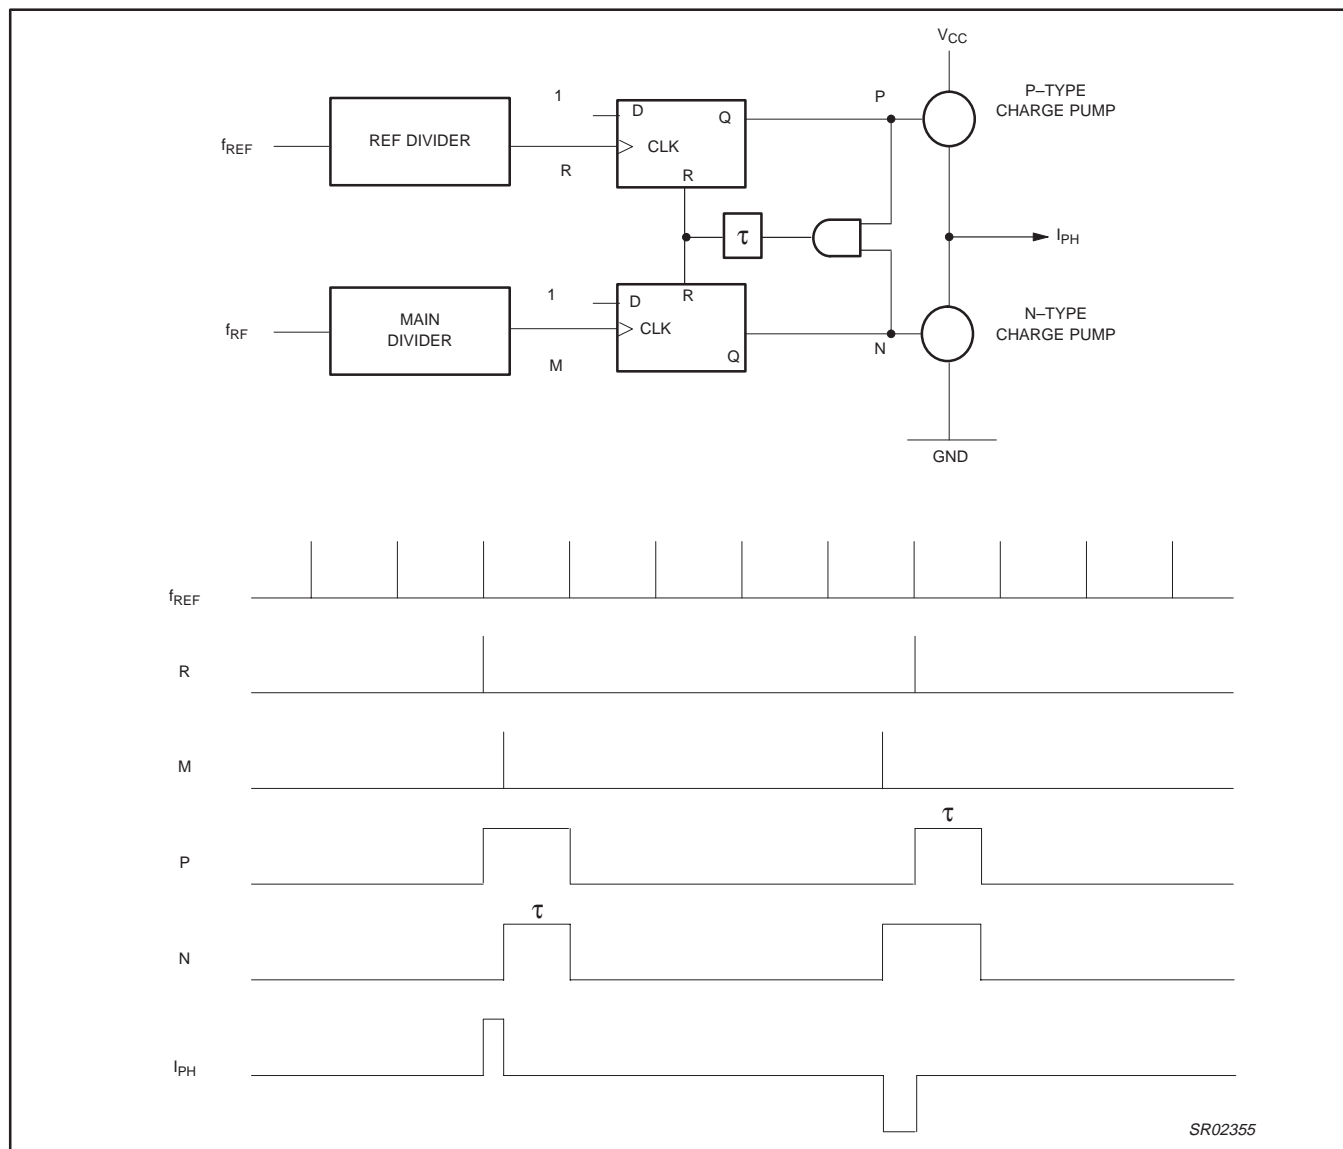 VCC
P–TYPE
CHARGE PUMP
1
D
Q
P
fREF
REF DIVIDER
CLK
R
R
τ
IPH
1
D
R
N–TYPE
CHARGE PUMP
fRF
MAIN
DIVIDER
CLK
M
Q
N
GND
fREF
R
M
τ
P
τ
N
IPH
SR02355